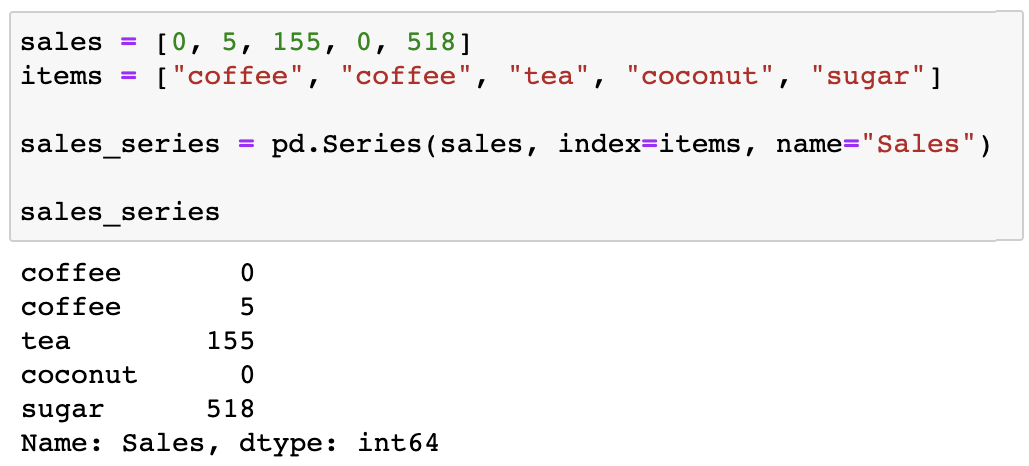 sales = [0, 5, 155, 0, 518]
items = ["coffee", "coffee", "tea", "coconut", "sugar"]
sales_series = pd.Series(sales, index=items, name="Sales")
sales_series
coffee 0
coffee 5
tea 155
coconut 0
sugar 518
Name: Sales, dtype: int64